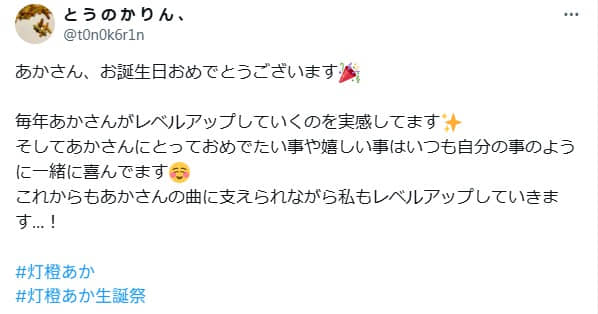 とうのかりん、
@t0n0k6r1n
あかさん、お誕生日おめでとうございます🎉
毎年あかさんがレベルアップしていくのを実感してます✨
そしてあかさんにとっておめでたい事や嬉しい事はいつも自分の事のよう
に一緒に喜んでます☺️
これからもあかさんの曲に支えられながら私もレベルアップしていきま
す...！
#灯橙あか
#灯橙あか生誕祭